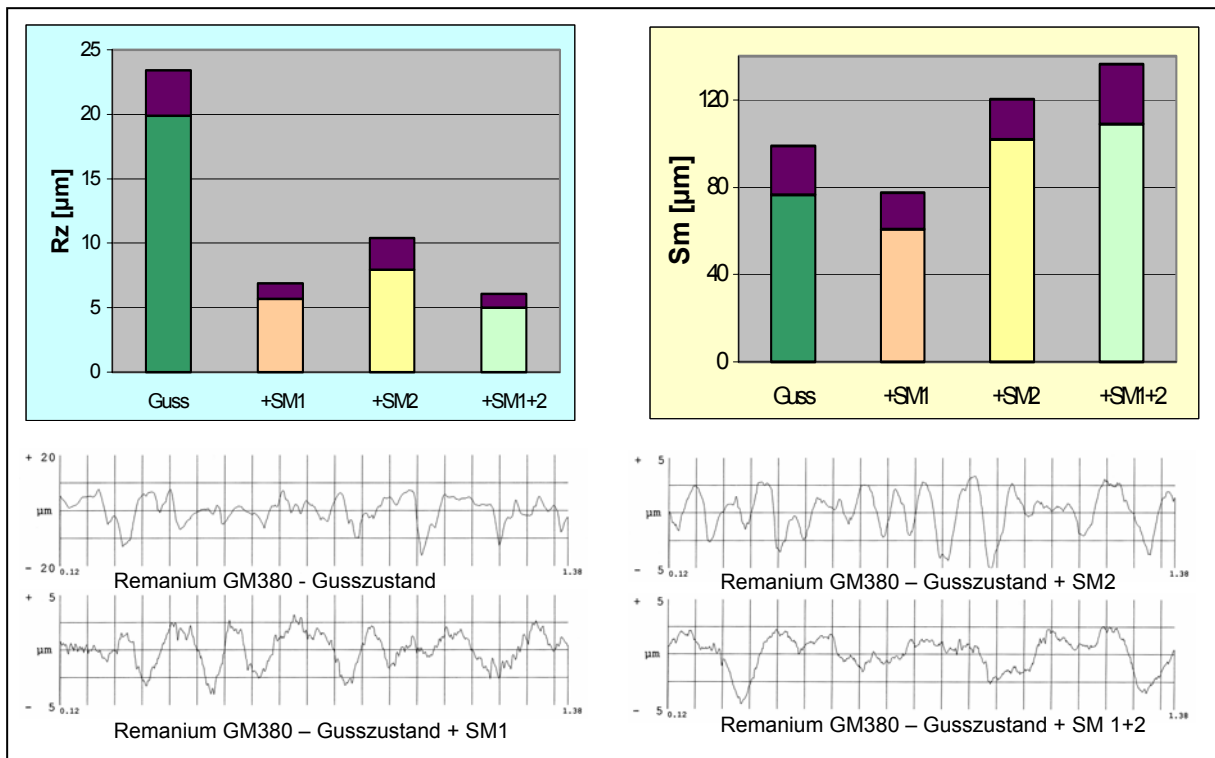 25
20
15
10
5
0
Rz [µm]
Guss +SM1 +SM2 +SM1+2
120
80
40
0
Sm [µm]
Guss +SM1 +SM2 +SM1+2
+ 20
µm
- 20
0.12 1.38
Remanium GM380 - Gusszustand
+ 5
µm
- 5
0.12 1.38
Remanium GM380 – Gusszustand + SM2
+ 5
µm
- 5
0.12 1.38
Remanium GM380 – Gusszustand + SM1
+ 5
µm
- 5
0.12 1.38
Remanium GM380 – Gusszustand + SM 1+2